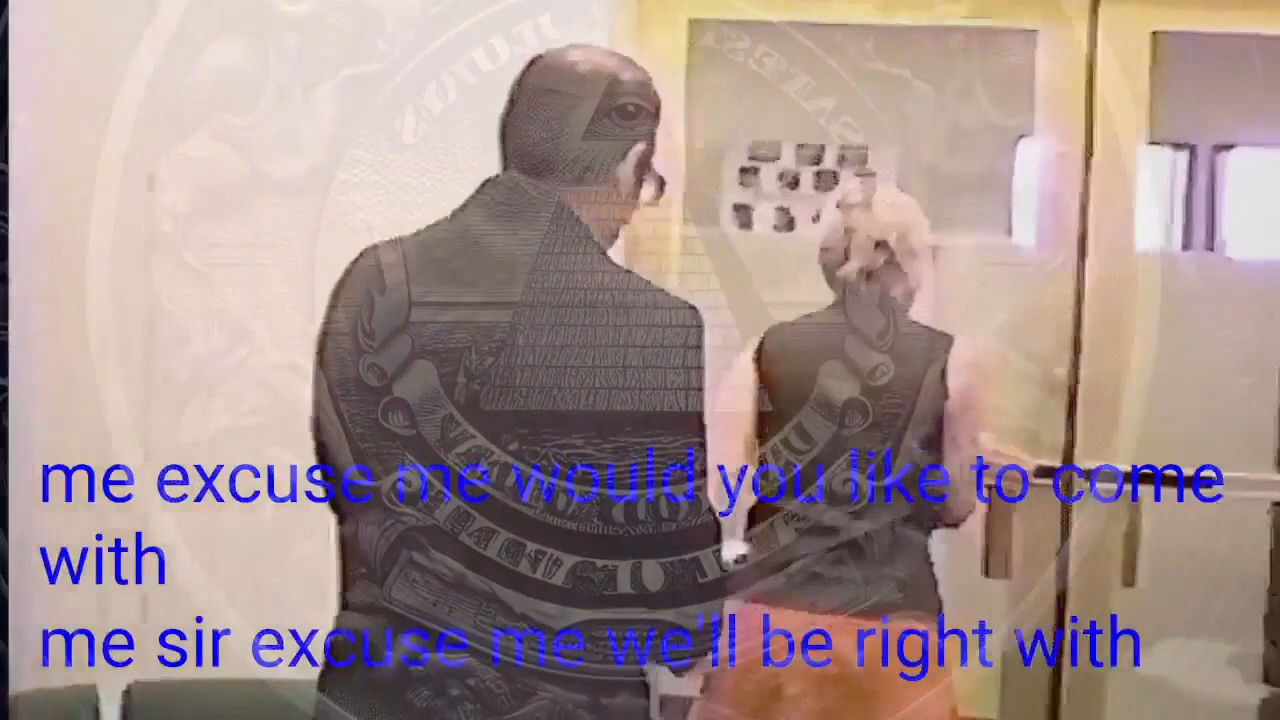 me excuse me would you like to come
with
me sir excuse me we'll be right with